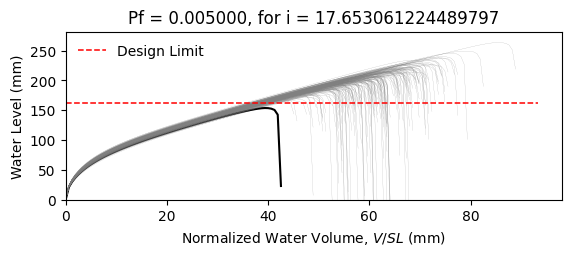 Pf = 0.005000, for i = 17.653061224489797
Design Limit
Water Level (mm)
250
200
150
100
50
0
0 20 40 60 80
Normalized Water Volume, V/SL (mm)